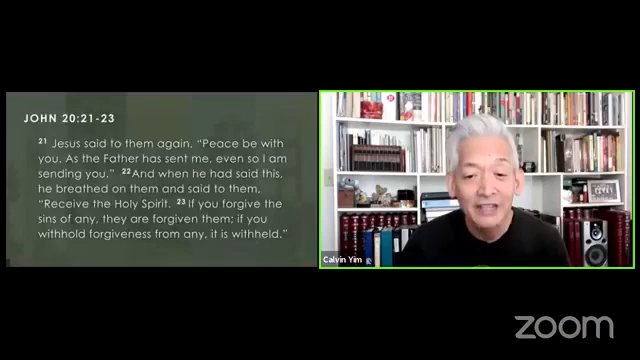 JOHN 20:21-23
21 Jesus said to them again, “Peace be with
you. As the Father has sent me, even so I am
sending you.” 22And when he had said this,
he breathed on them and said to them,
“Receive the Holy Spirit. 23 If you forgive the
sins of any, they are forgiven them; if you
withhold forgiveness from any, it is withheld.”
Calvin Yim
zoom